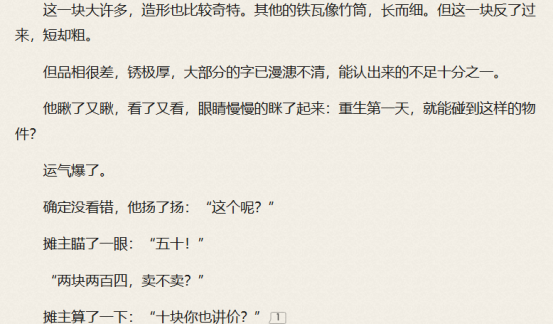 这一块大许多，造形也比较奇特。其他的铁瓦像竹筒，长而细。但这一块反了过
来，短却粗。
但品相很差，锈极厚，大部分的字已漫漶不清，能认出来的不足十分之一。
他瞅了又瞅，看了又看，眼睛慢慢的眯了起来：重生第一天，就能碰到这样的物
件？
运气爆了。
确定没看错，他扬了扬：“这个呢？”
摊主瞄了一眼：“五十！”
“两块两百四，卖不卖？”
摊主算了一下：“十块你也讲价？” 1